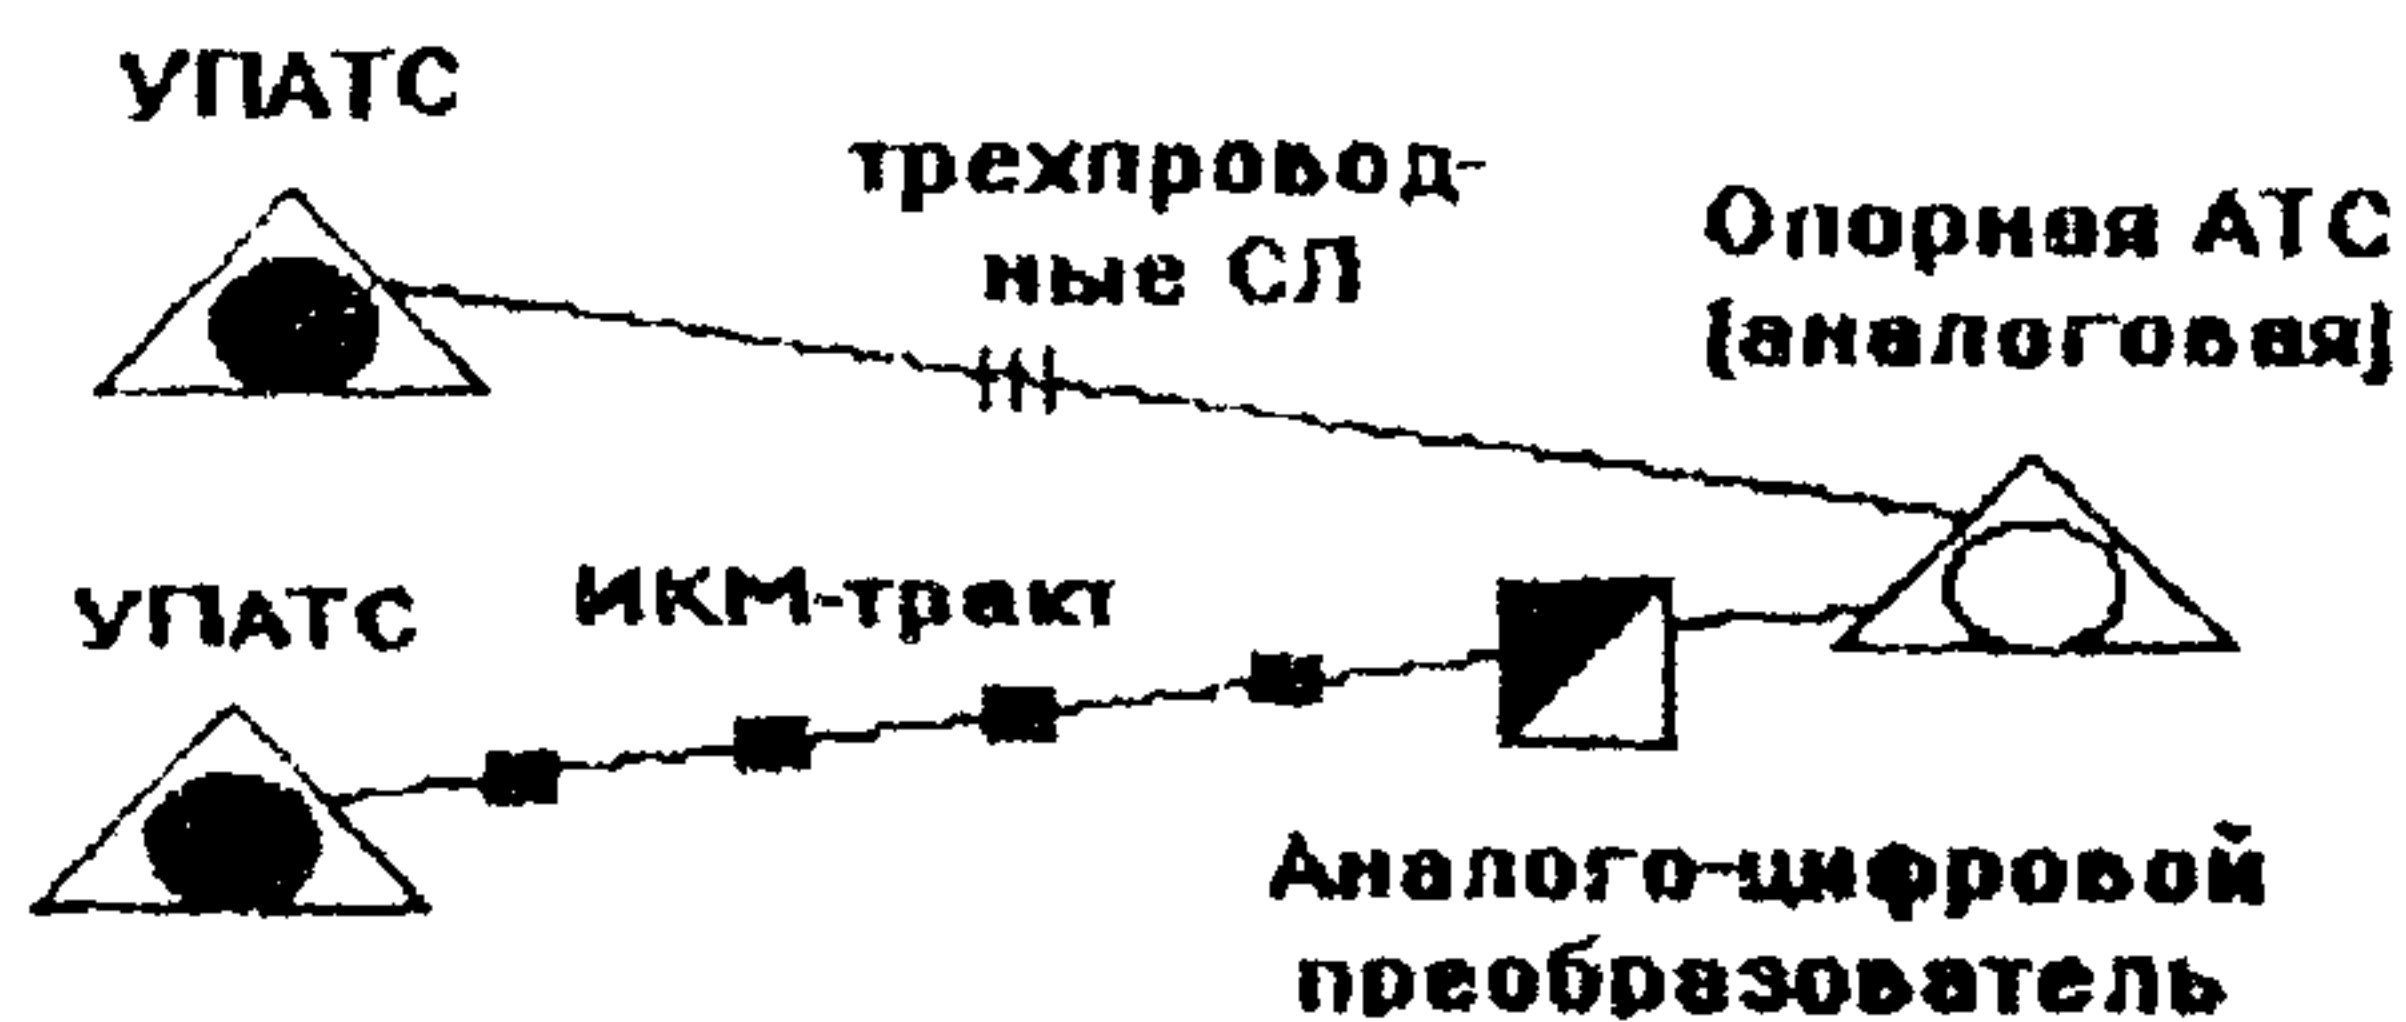 УПАТС
трехпровод-
ные СЛ
Опорная АТС
(аналоговая)
УПАТС
ИКМ-тракт
Аналого-цифровой
преобразователь